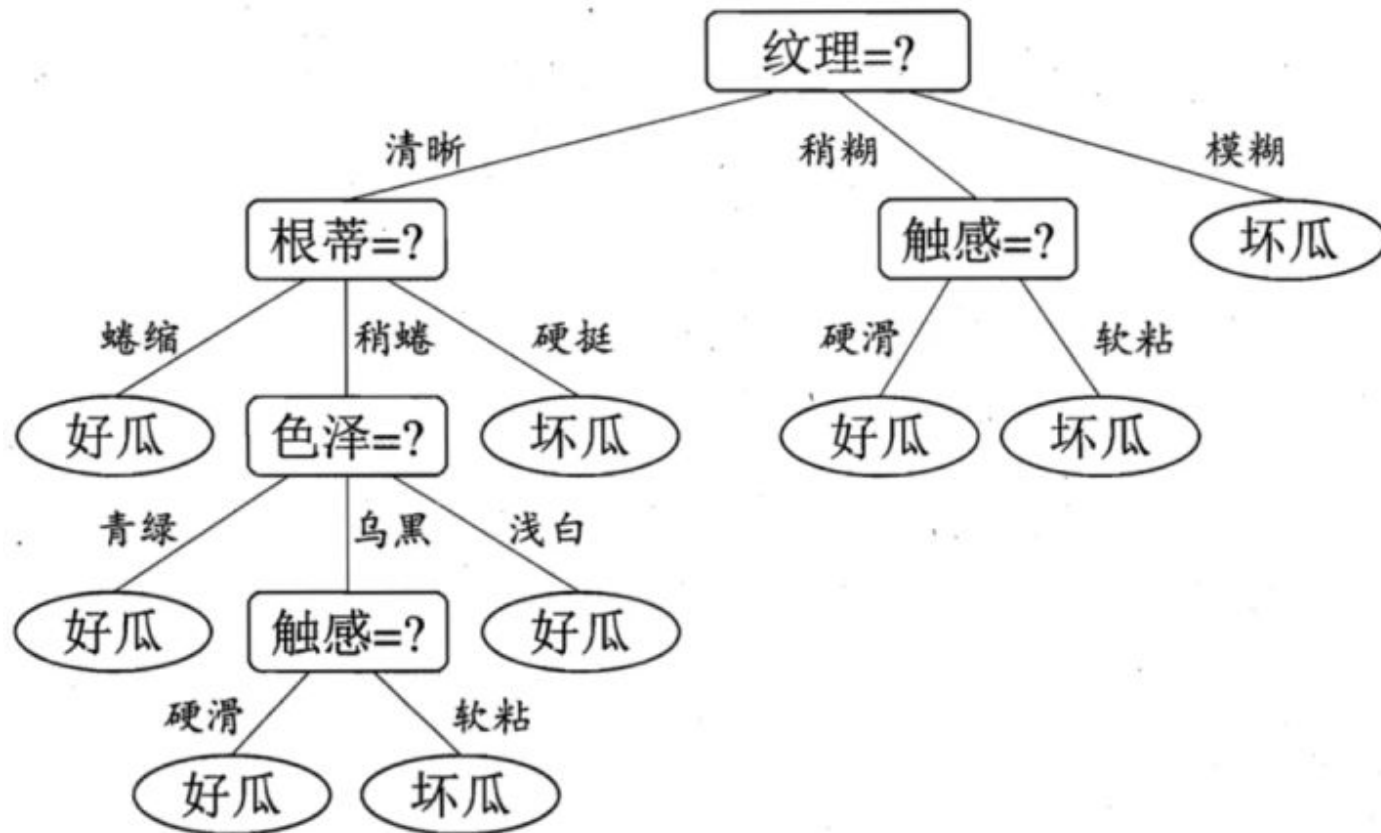 纹理=?
清晰 稍糊 模糊
根蒂=? 触感=? 坏瓜
蜷缩 稍蜷 硬挺 硬滑 软粘
好瓜 色泽=? 坏瓜 好瓜 坏瓜
青绿 乌黑 浅白
好瓜 触感=? 好瓜
硬滑 软粘
好瓜 坏瓜